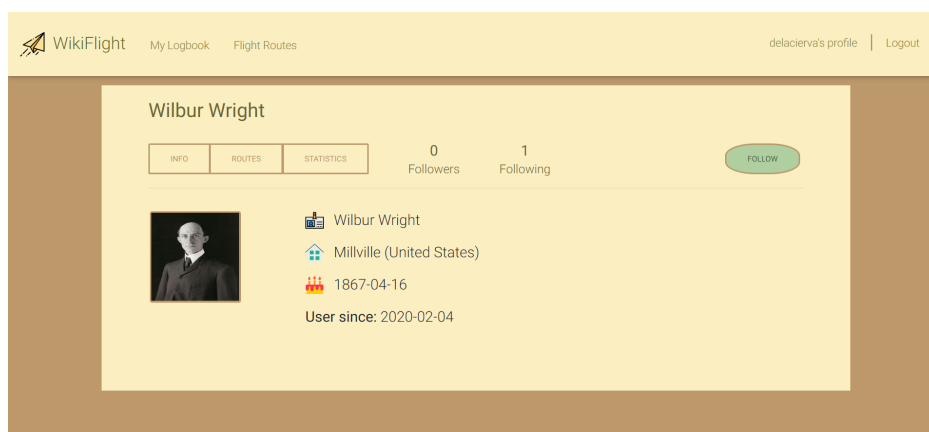 WikiFlight My Logbook Flight Routes delacierva's profile Logout
Wilbur Wright
INFO ROUTES STATISTICS 0 Followers 1 Following FOLLOW
Wilbur Wright
Millville (United States)
1867-04-16
User since: 2020-02-04